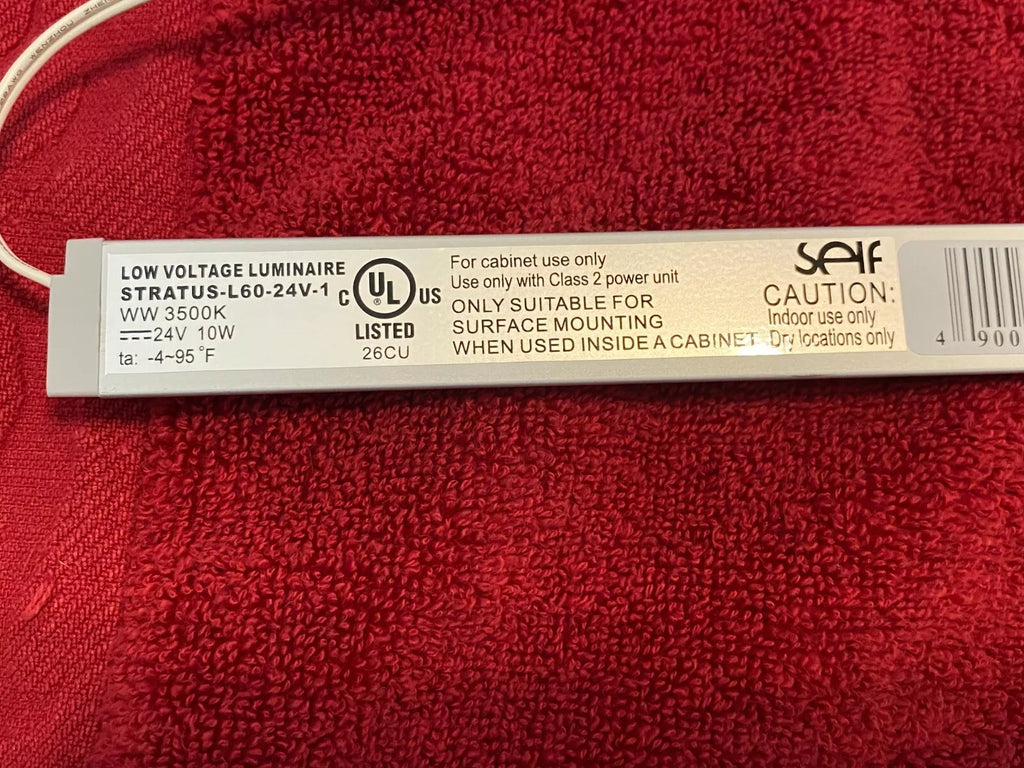 WENZHOU ZHEN
LOW VOLTAGE LUMINAIRE
STRATUS-L60-24V-1
WW 3500K
24V 10W
ta: -4~95 °F
C UL US
LISTED
26CU
For cabinet use only
Use only with Class 2 power unit
ONLY SUITABLE FOR
SURFACE MOUNTING
WHEN USED INSIDE A CABINET
SELF
CAUTION:
Indoor use only
Dry locations only
4 900